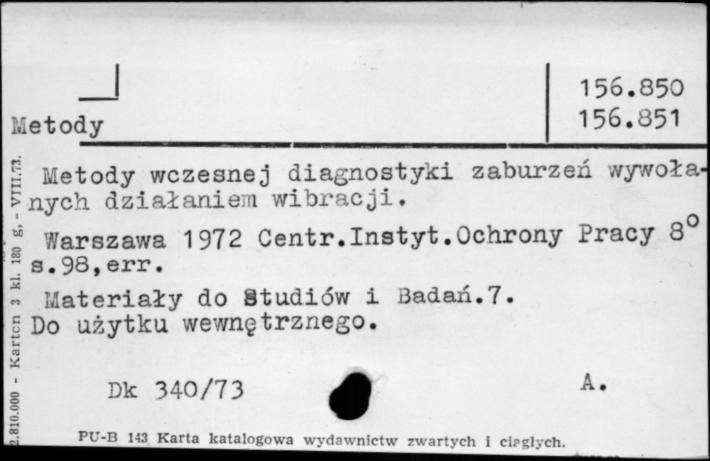 156.850
156.851
Metody
Metody wczesnej diagnostyki zaburzeń wywoła-
nych działaniem wibracji.
Warszawa 1972 Centr.Instyt.Ochrony Pracy 8°
s.98,err.
Materiały do Studiów i Badań.7.
Do użytku wewnętrznego.
Dk 340/73 A.
PU-B 143 Karta katalogowa wydawnictw zwartych i ciągłych.
2.810.000 - Karton 3 kl. 180 g, - VIII.73.